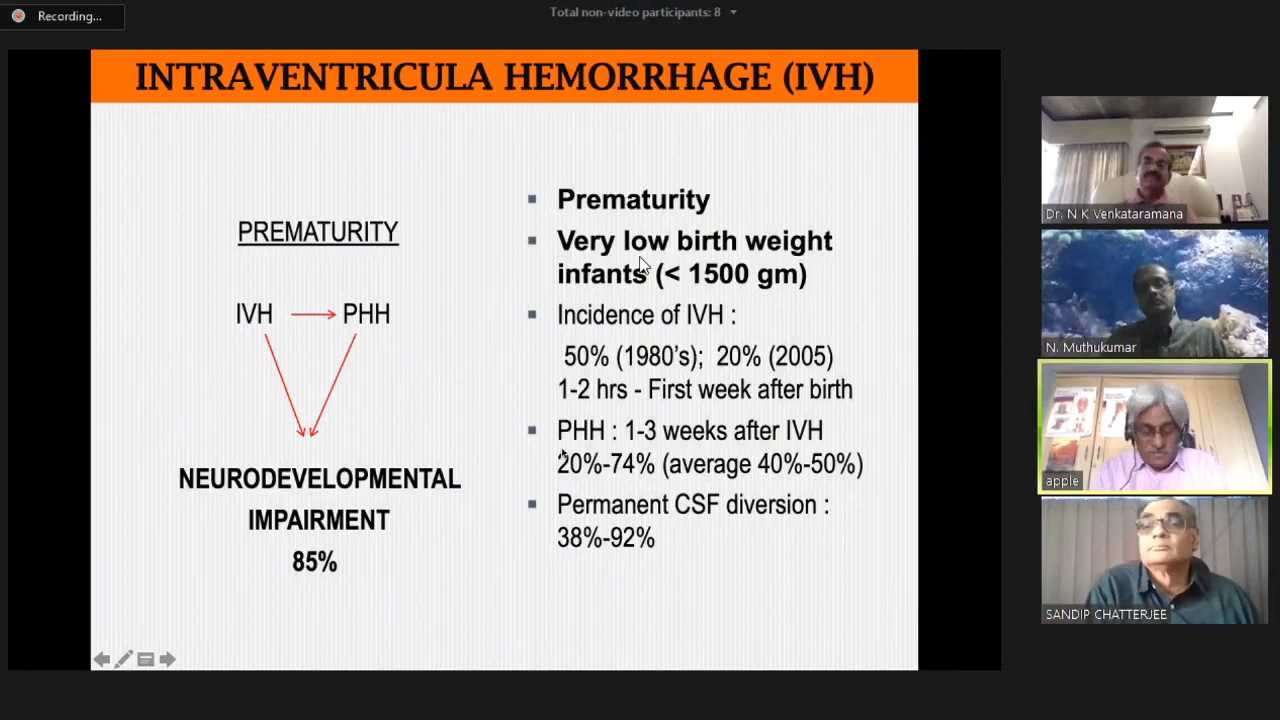 Recording...
Total non-video participants: 8
INTRAVENTRICULA HEMORRHAGE (IVH)
PREMATURITY
IVH
PHH
NEURODEVELOPMENTAL
IMPAIRMENT
85%
Prematurity
Very low birth weight
infants (< 1500 gm)
Incidence of IVH :
50% (1980's); 20% (2005)
1-2 hrs - First week after birth
PHH : 1-3 weeks after IVH
20%-74% (average 40%-50%)
Permanent CSF diversion :
38%-92%
Dr. N K Venkataramana
N. Muthukumar
apple
SANDIP CHATTERJEE